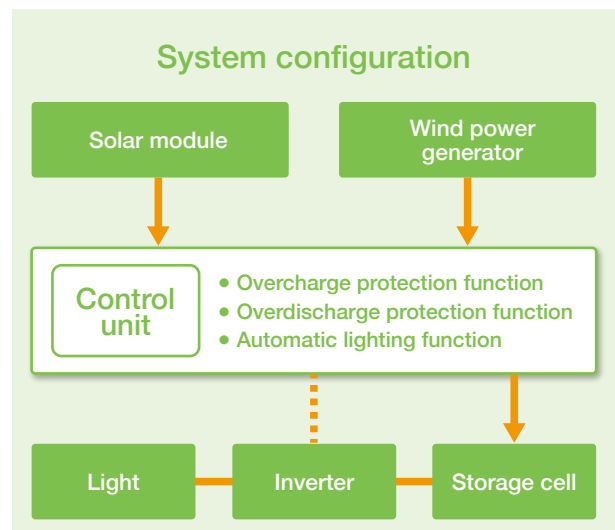 System configuration
Solar module
Wind power
generator
Control
unit
• Overcharge protection function
• Overdischarge protection function
• Automatic lighting function
Light
Inverter
Storage cell